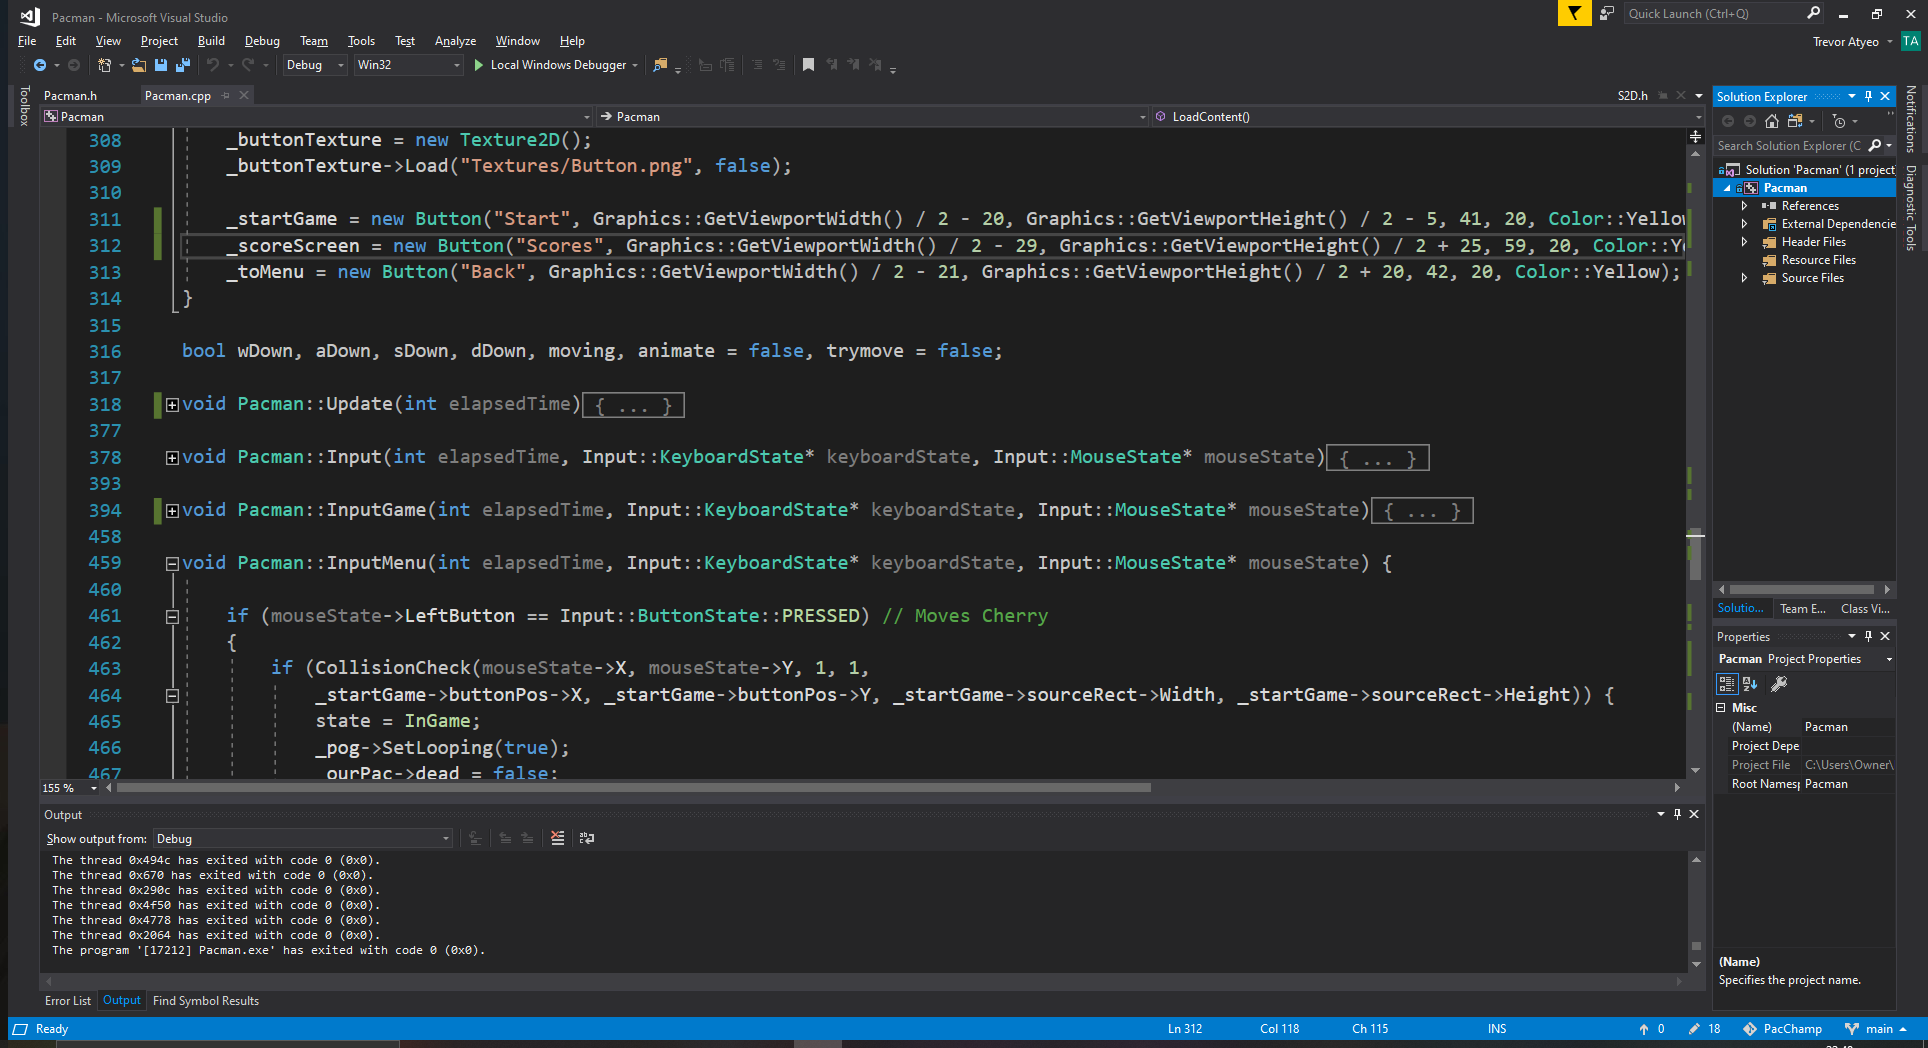 Pacman - Microsoft Visual Studio
Quick Launch (Ctrl+Q)
File Edit View Project Build Debug Team Tools Test Analyze Window Help
Trevor Atyeo TA
Debug Win32 Local Windows Debugger
Toolbox
Pacman.h Pacman.cpp S2D.h
Pacman Pacman LoadContent()
308 _buttonTexture = new Texture2D();
309 _buttonTexture->Load("Textures/Button.png", false);
310
311 _startGame = new Button("Start", Graphics::GetViewportWidth() / 2 - 20, Graphics::GetViewportHeight() / 2 - 5, 41, 20, Color::Yellow
312 _scoreScreen = new Button("Scores", Graphics::GetViewportWidth() / 2 - 29, Graphics::GetViewportHeight() / 2 + 25, 59, 20, Color::Y
313 _toMenu = new Button("Back", Graphics::GetViewportWidth() / 2 - 21, Graphics::GetViewportHeight() / 2 + 20, 42, 20, Color::Yellow);
314 }
315
316 bool wDown, aDown, sDown, dDown, moving, animate = false, trymove = false;
317
318 void Pacman::Update(int elapsedTime){ ... }
377
378 void Pacman::Input(int elapsedTime, Input::KeyboardState* keyboardState, Input::MouseState* mouseState){ ... }
393
394 void Pacman::InputGame(int elapsedTime, Input::KeyboardState* keyboardState, Input::MouseState* mouseState){ ... }
458
459 void Pacman::InputMenu(int elapsedTime, Input::KeyboardState* keyboardState, Input::MouseState* mouseState) {
460
461 if (mouseState->LeftButton == Input::ButtonState::PRESSED) // Moves Cherry
462 {
463 if (CollisionCheck(mouseState->X, mouseState->Y, 1, 1,
464 _startGame->buttonPos->X, _startGame->buttonPos->Y, _startGame->sourceRect->Width, _startGame->sourceRect->Height)) {
465 state = InGame;
466 _pog->SetLooping(true);
467 ourPac->dead = false;
155 %
Output
Show output from: Debug
The thread 0x494c has exited with code 0 (0x0).
The thread 0x670 has exited with code 0 (0x0).
The thread 0x290c has exited with code 0 (0x0).
The thread 0x4f50 has exited with code 0 (0x0).
The thread 0x4778 has exited with code 0 (0x0).
The thread 0x2064 has exited with code 0 (0x0).
The program '[17212] Pacman.exe' has exited with code 0 (0x0).
Error List Output Find Symbol Results
Solution Explorer
Search Solution Explorer (C
Solution 'Pacman' (1 project
Pacman
References
External Dependencie
Header Files
Resource Files
Source Files
Solutio... Team E... Class Vi...
Properties
Pacman Project Properties
Misc
(Name) Pacman
Project Depe
Project File C:\Users\Owner\
Root Namesp Pacman
(Name)
Specifies the project name.
Notifications
Diagnostic Tools
Ready Ln 312 Col 118 Ch 115 INS 0 18 PacChamp main